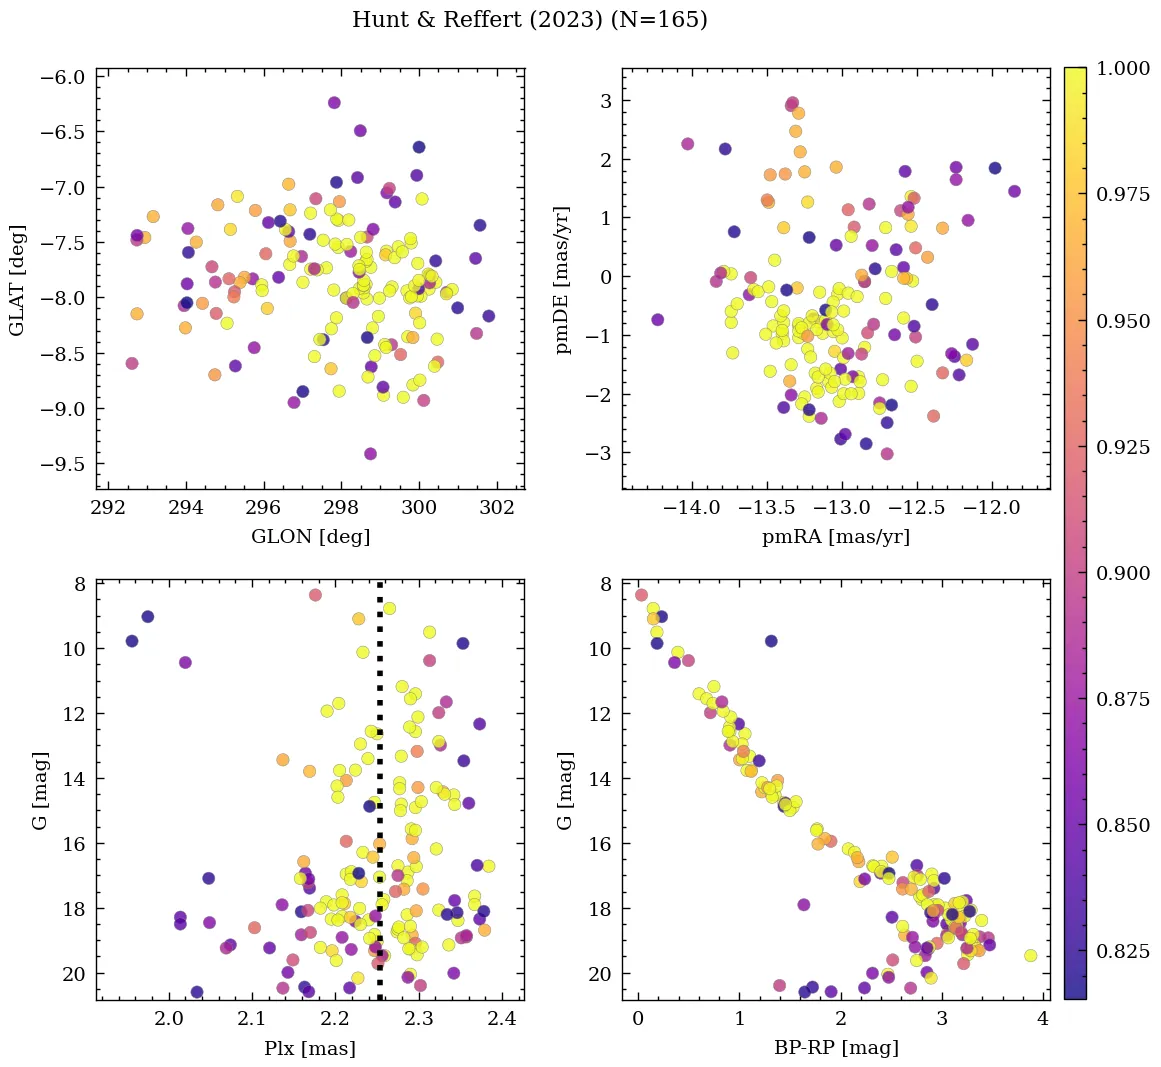 Hunt & Reffert (2023) (N=165)
−6.0
−6.5
−7.0
−7.5
−8.0
−8.5
−9.0
−9.5
GLAT [deg]
292 294 296 298 300 302
GLON [deg]
3
2
1
0
−1
−2
−3
pmDE [mas/yr]
−14.0 −13.5 −13.0 −12.5 −12.0
pmRA [mas/yr]
1.000
0.975
0.950
0.925
0.900
0.875
0.850
0.825
8
10
12
14
16
18
20
G [mag]
2.0 2.1 2.2 2.3 2.4
Plx [mas]
8
10
12
14
16
18
20
G [mag]
0 1 2 3 4
BP-RP [mag]